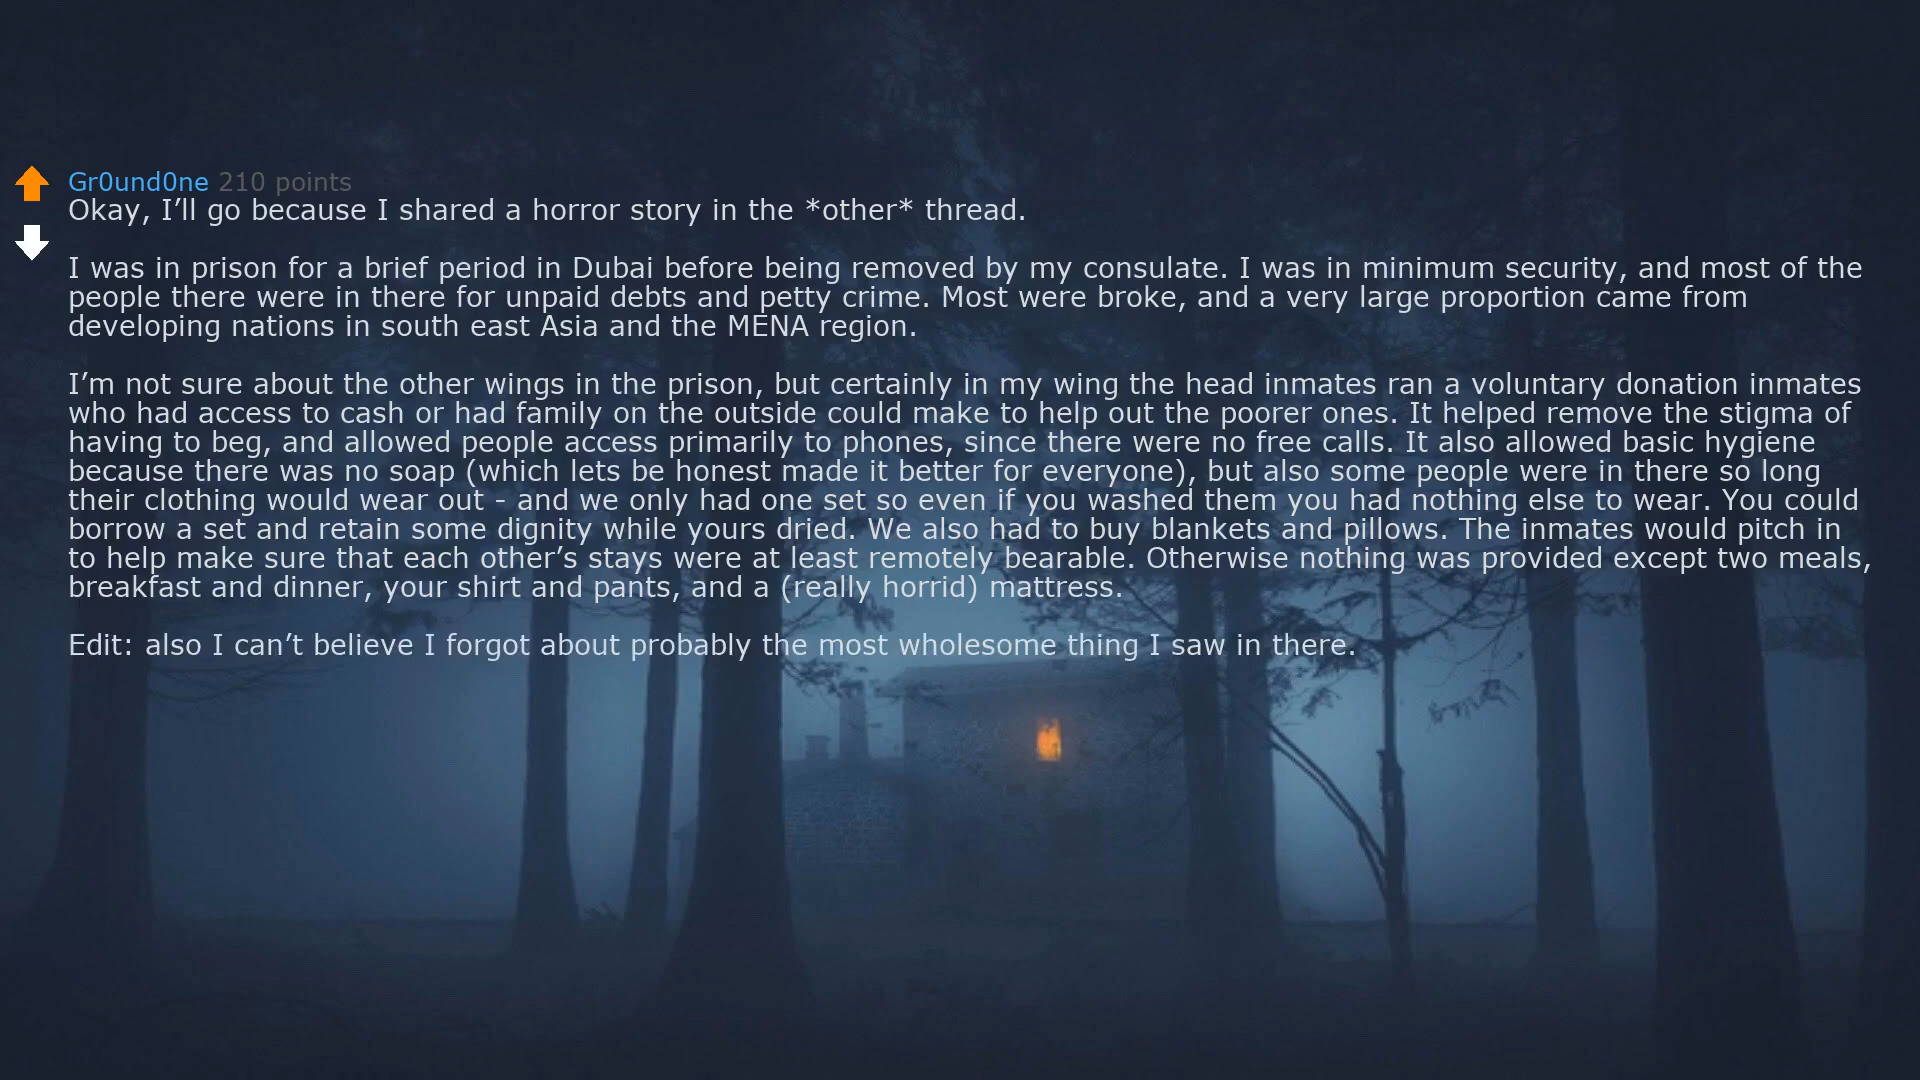 Gr0und0ne 210 points
Okay, I’ll go because I shared a horror story in the *other* thread.
I was in prison for a brief period in Dubai before being removed by my consulate. I was in minimum security, and most of the
people there were in there for unpaid debts and petty crime. Most were broke, and a very large proportion came from
developing nations in south east Asia and the MENA region.
I’m not sure about the other wings in the prison, but certainly in my wing the head inmates ran a voluntary donation inmates
who had access to cash or had family on the outside could make to help out the poorer ones. It helped remove the stigma of
having to beg, and allowed people access primarily to phones, since there were no free calls. It also allowed basic hygiene
because there was no soap (which lets be honest made it better for everyone), but also some people were in there so long
their clothing would wear out - and we only had one set so even if you washed them you had nothing else to wear. You could
borrow a set and retain some dignity while yours dried. We also had to buy blankets and pillows. The inmates would pitch in
to help make sure that each other’s stays were at least remotely bearable. Otherwise nothing was provided except two meals,
breakfast and dinner, your shirt and pants, and a (really horrid) mattress.
Edit: also I can’t believe I forgot about probably the most wholesome thing I saw in there.